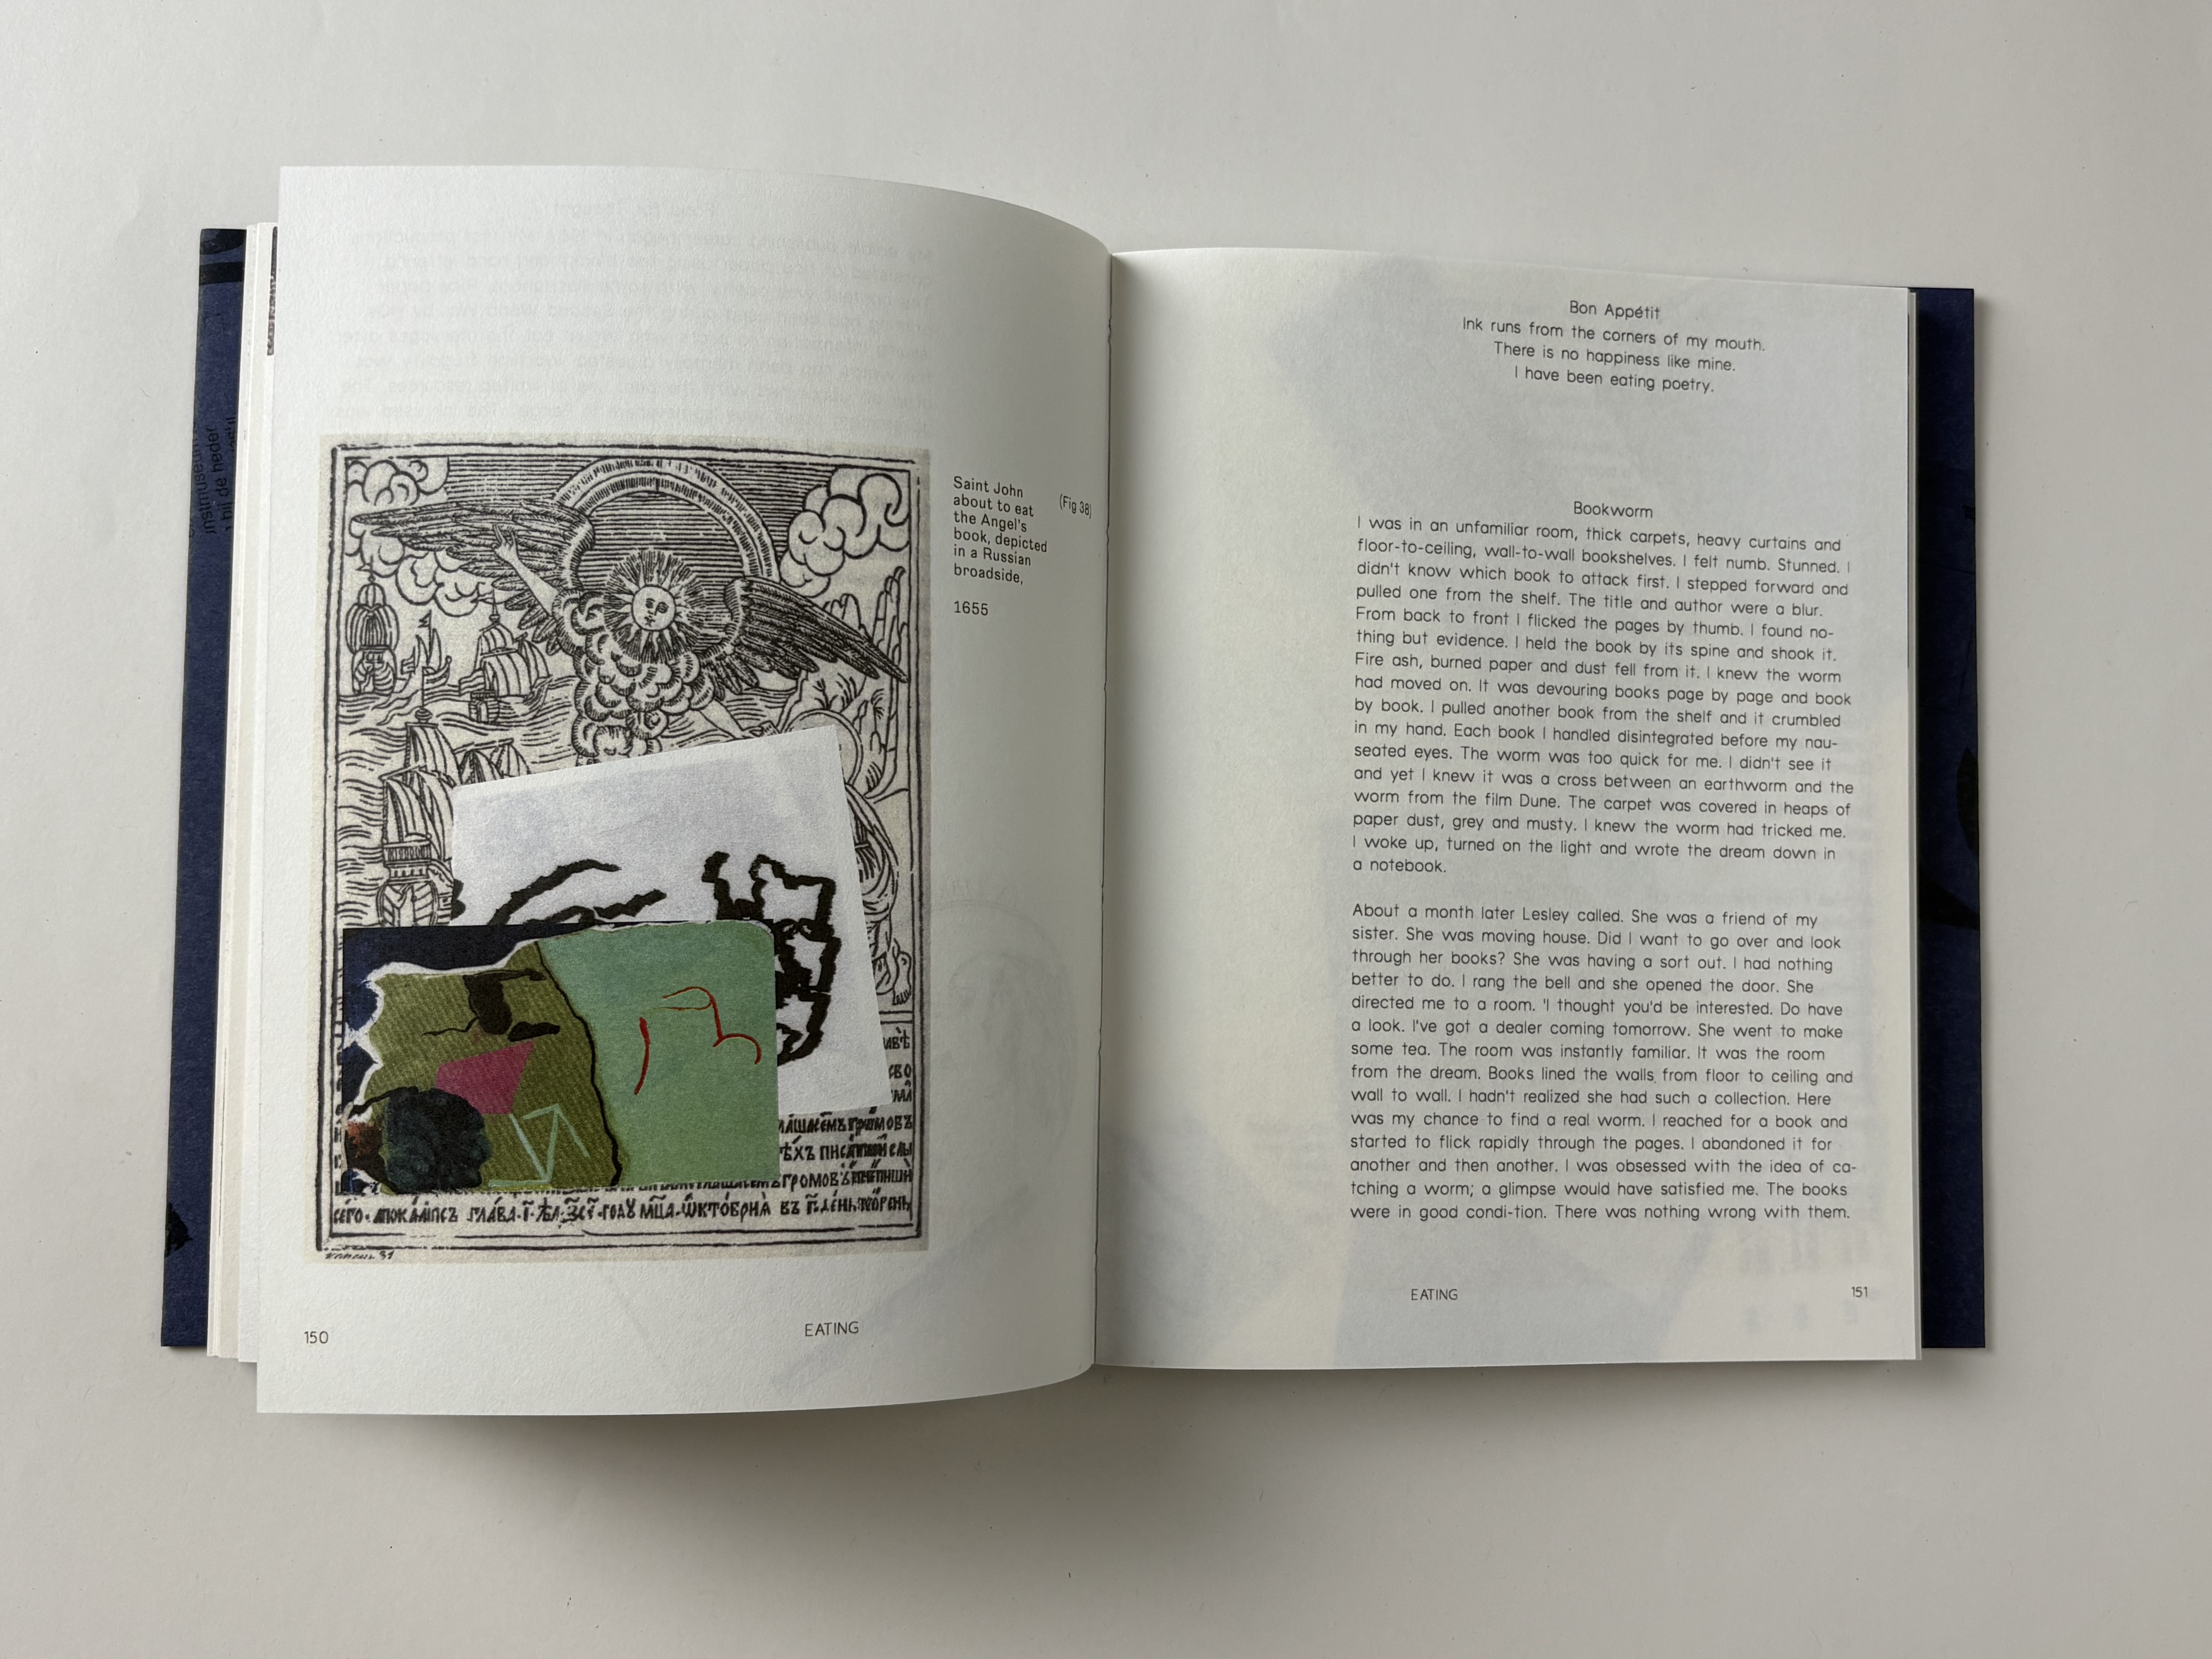 Saint John
about to eat
the Angel's
book, depicted
in a Russian
broadside,
1655
(Fig 38)
150
EATING
Bon Appétit
Ink runs from the corners of my mouth.
There is no happiness like mine.
I have been eating poetry.
Bookworm
I was in an unfamiliar room, thick carpets, heavy curtains and
floor-to-ceiling, wall-to-wall bookshelves. I felt numb. Stunned. I
didn't know which book to attack first. I stepped forward and
pulled one from the shelf. The title and author were a blur.
From back to front I flicked the pages by thumb. I found no-
thing but evidence. I held the book by its spine and shook it.
Fire ash, burned paper and dust fell from it. I knew the worm
had moved on. It was devouring books page by page and book
by book. I pulled another book from the shelf and it crumbled
in my hand. Each book I handled disintegrated before my nau-
seated eyes. The worm was too quick for me. I didn't see it
and yet I knew it was a cross between an earthworm and the
worm from the film Dune. The carpet was covered in heaps of
paper dust, grey and musty. I knew the worm had tricked me.
I woke up, turned on the light and wrote the dream down in
a notebook.
About a month later Lesley called. She was a friend of my
sister. She was moving house. Did I want to go over and look
through her books? She was having a sort out. I had nothing
better to do. I rang the bell and she opened the door. She
directed me to a room. 'I thought you'd be interested. Do have
a look. I've got a dealer coming tomorrow. She went to make
some tea. The room was instantly familiar. It was the room
from the dream. Books lined the walls from floor to ceiling and
wall to wall. I hadn't realized she had such a collection. Here
was my chance to find a real worm. I reached for a book and
started to flick rapidly through the pages. I abandoned it for
another and then another. I was obsessed with the idea of ca-
tching a worm; a glimpse would have satisfied me. The books
were in good condi-tion. There was nothing wrong with them.
EATING
151